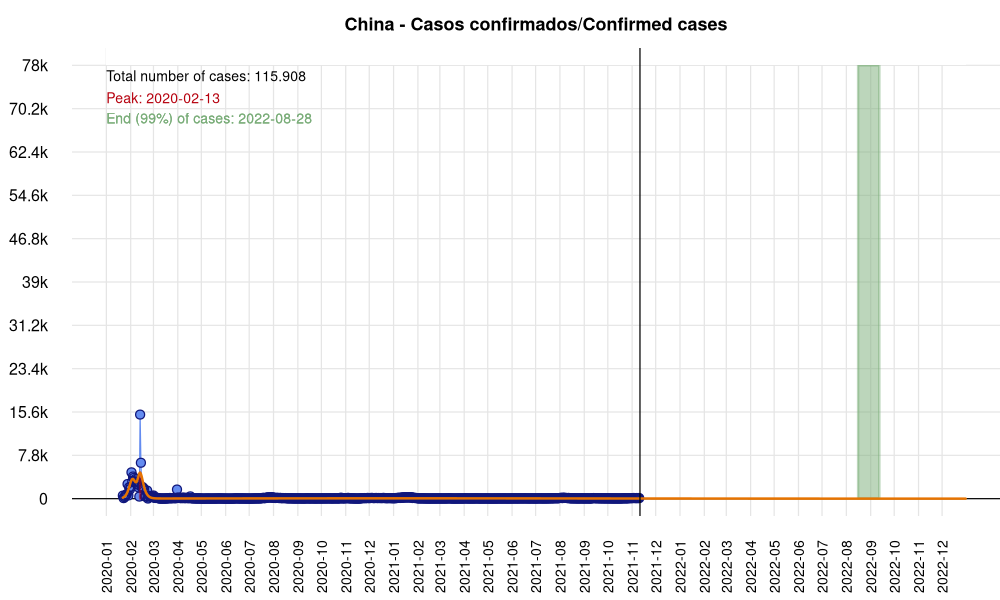 China - Casos confirmados/Confirmed cases
78k
70.2k
62.4k
54.6k
46.8k
39k
31.2k
23.4k
15.6k
7.8k
0
Total number of cases: 115.908
Peak: 2020-02-13
End (99%) of cases: 2022-08-28
2020-01
2020-02
2020-03
2020-04
2020-05
2020-06
2020-07
2020-08
2020-09
2020-10
2020-11
2020-12
2021-01
2021-02
2021-03
2021-04
2021-05
2021-06
2021-07
2021-08
2021-09
2021-10
2021-11
2021-12
2022-01
2022-02
2022-03
2022-04
2022-05
2022-06
2022-07
2022-08
2022-09
2022-10
2022-11
2022-12